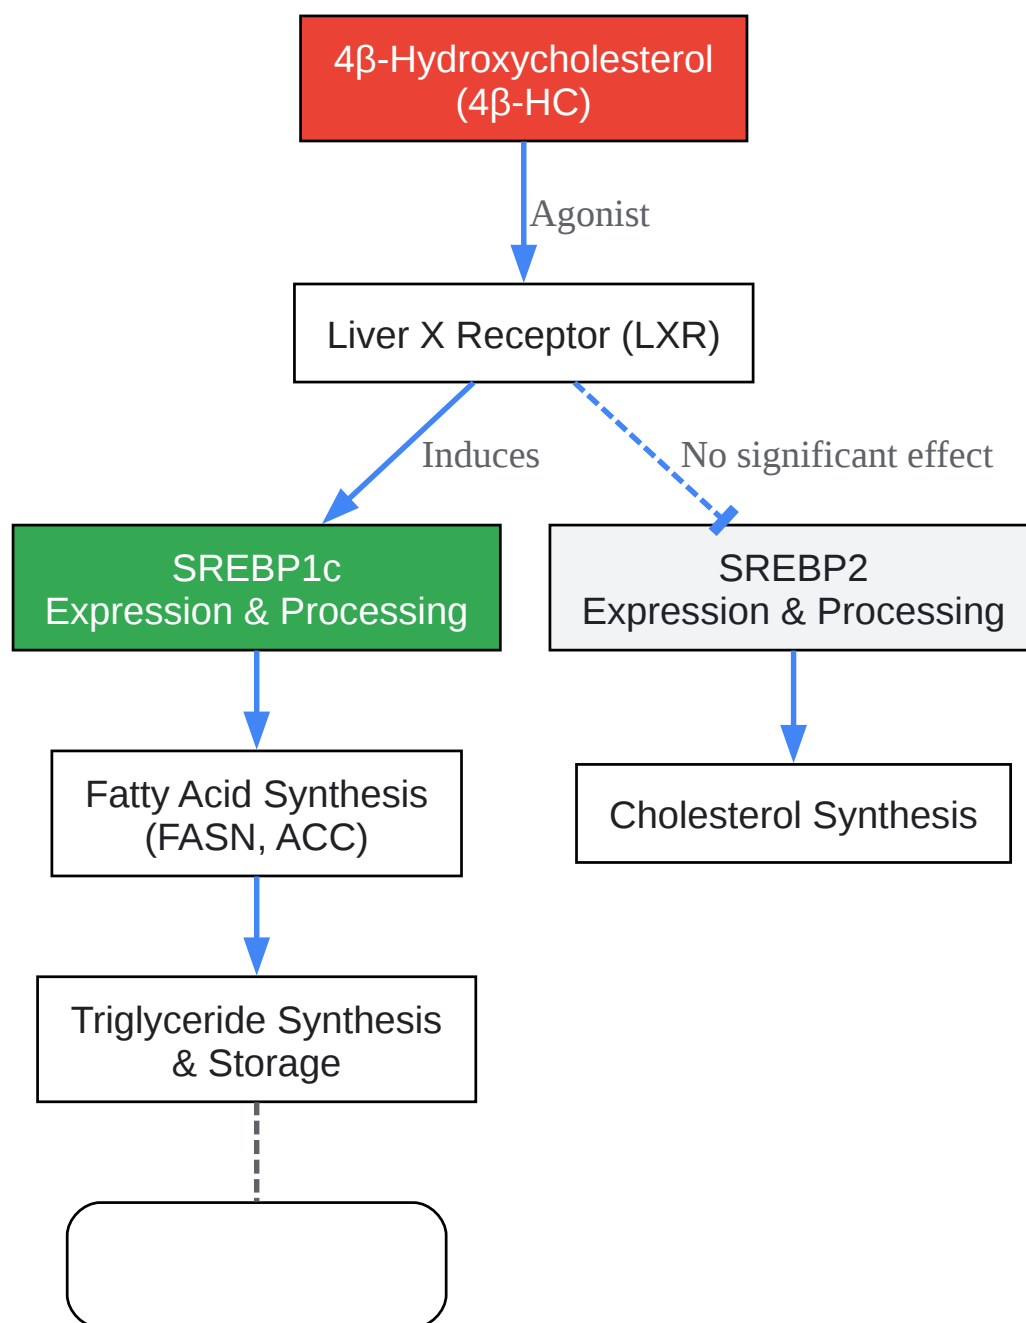 4β-Hydroxycholesterol
(4β-HC)
Agonist
Liver X Receptor (LXR)
Induces
No significant effect
SREBP1c
Expression & Processing
SREBP2
Expression & Processing
Fatty Acid Synthesis
(FASN, ACC)
Cholesterol Synthesis
Triglyceride Synthesis
& Storage